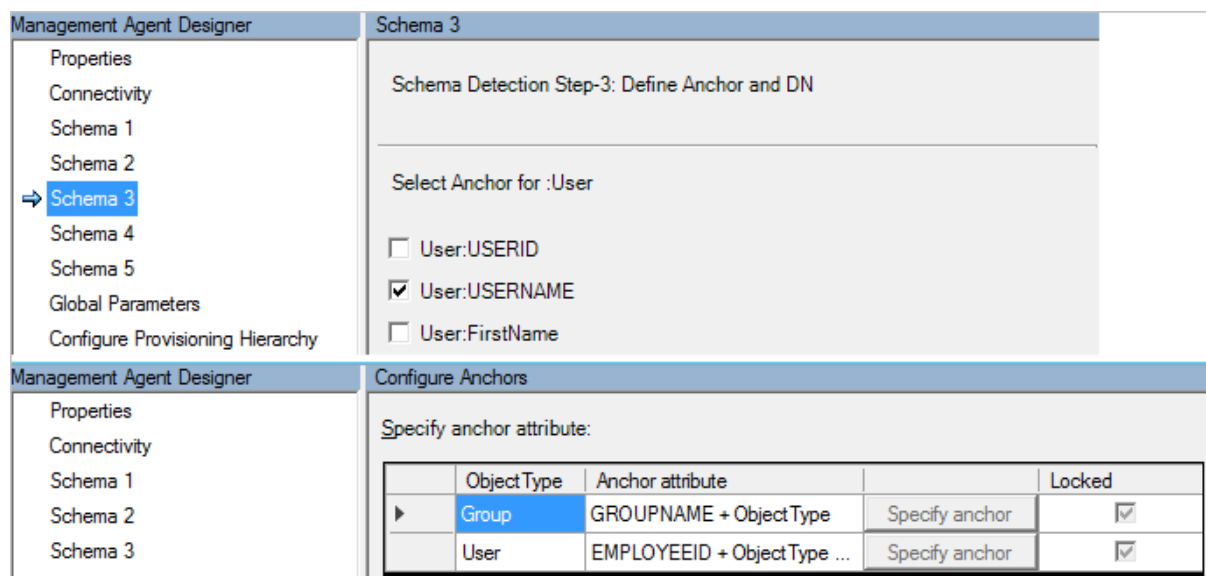 Management Agent Designer
Properties
Connectivity
Schema 1
Schema 2
Schema 3
Schema 4
Schema 5
Global Parameters
Configure Provisioning Hierarchy
Schema 3
Schema Detection Step-3: Define Anchor and DN
Select Anchor for :User
User:USERID
User:USERNAME
User:FirstName
Management Agent Designer
Properties
Connectivity
Schema 1
Schema 2
Schema 3
Configure Anchors
Specify anchor attribute:
ObjectType Anchor attribute Locked
Group GROUPNAME + ObjectType Specify anchor
User EMPLOYEEID + ObjectType ... Specify anchor